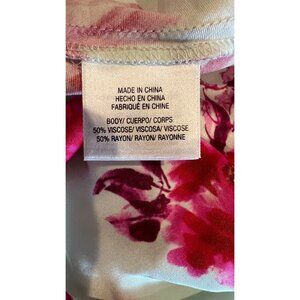 MADE IN CHINA
HECHO EN CHINA
FABRIQUÉ EN CHINE
BODY/ CUERPO/ CORPS
50% VISCOSE/ VISCOSA/ VISCOSE
50% RAYON/ RAYON/ RAYONNE